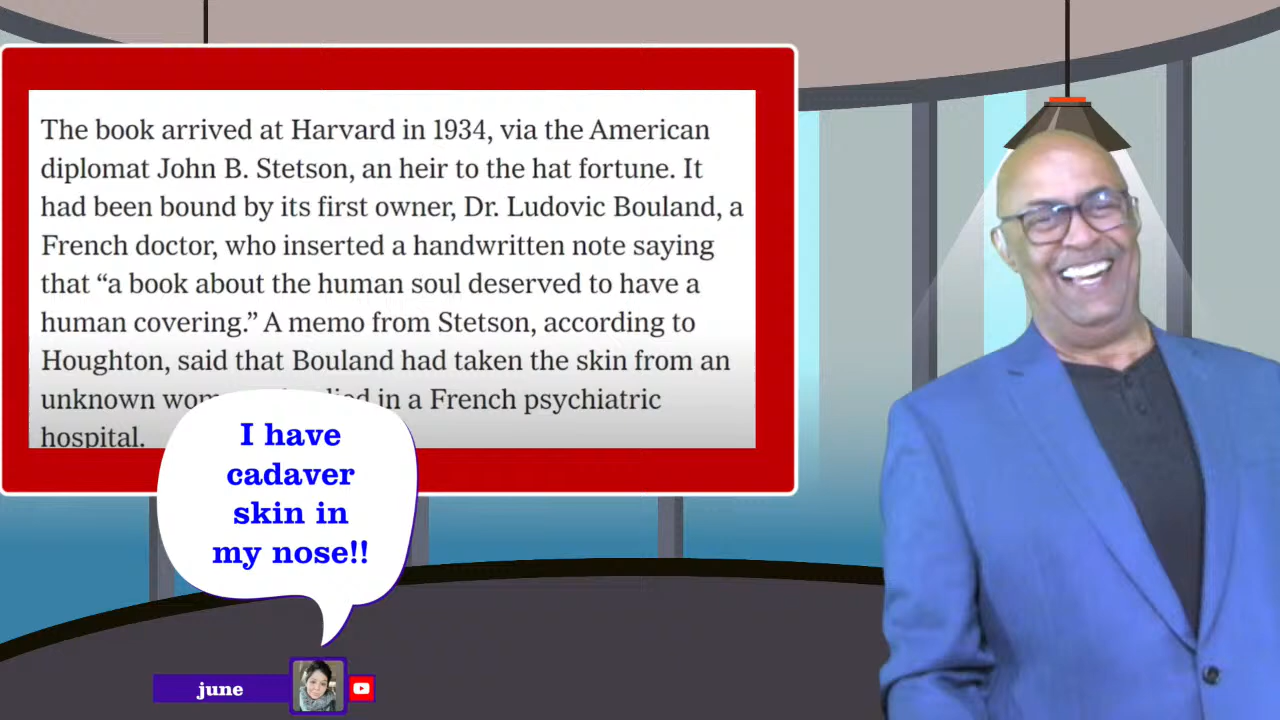 The book arrived at Harvard in 1934, via the American
diplomat John B. Stetson, an heir to the hat fortune. It
had been bound by its first owner, Dr. Ludovic Bouland, a
French doctor, who inserted a handwritten note saying
that “a book about the human soul deserved to have a
human covering.” A memo from Stetson, according to
Houghton, said that Bouland had taken the skin from an
unknown in a French psychiatric
hospital.
I have
cadaver
skin in
my nose!!
june